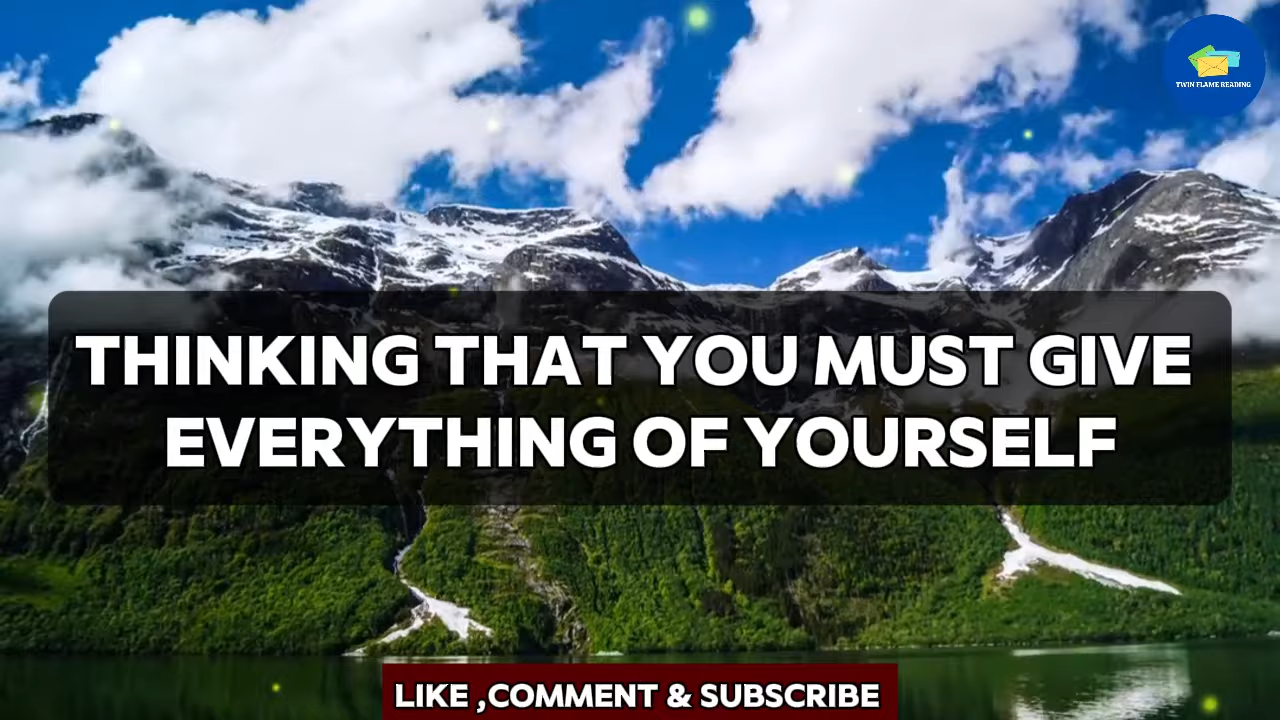 TWIN FLAME READING
THINKING THAT YOU MUST GIVE
EVERYTHING OF YOURSELF
LIKE ,COMMENT & SUBSCRIBE